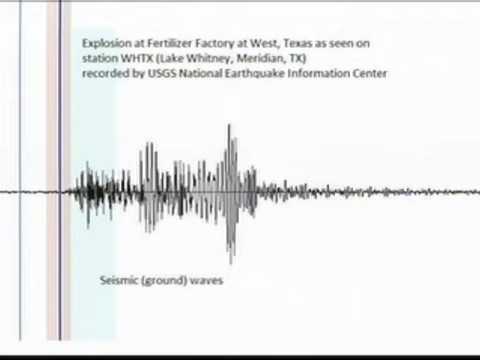 Explosion at Fertilizer Factory at West, Texas as seen on
station WHTX (Lake Whitney, Meridian, TX)
recorded by USGS National Earthquake Information Center
Seismic (ground) waves